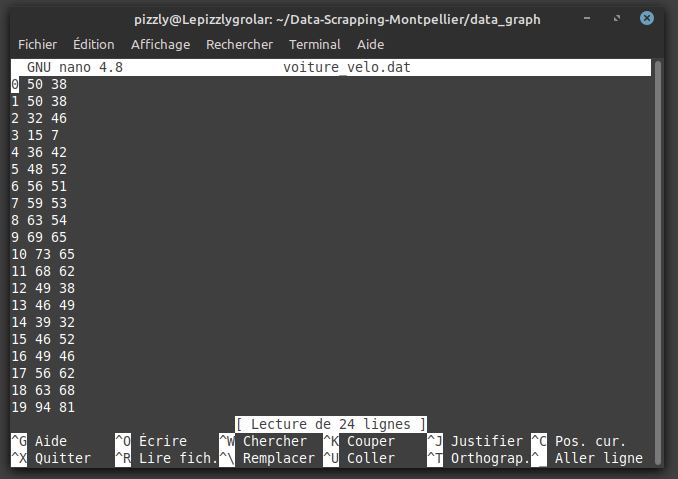 pizzly@Lepizzlygrolar: ~/Data-Scrapping-Montpellier/data_graph
Fichier Édition Affichage Rechercher Terminal Aide
GNU nano 4.8 voiture_velo.dat
0 50 38
1 50 38
2 32 46
3 15 7
4 36 42
5 48 52
6 56 51
7 59 53
8 63 54
9 69 65
10 73 65
11 68 62
12 49 38
13 46 49
14 39 32
15 46 52
16 49 46
17 56 62
18 63 68
19 94 81
[ Lecture de 24 lignes ]
^G Aide ^O Écrire ^W Chercher ^K Couper ^J Justifier ^C Pos. cur.
^X Quitter ^R Lire fich. ^\ Remplacer ^U Coller ^T Orthograp. ^_ Aller ligne